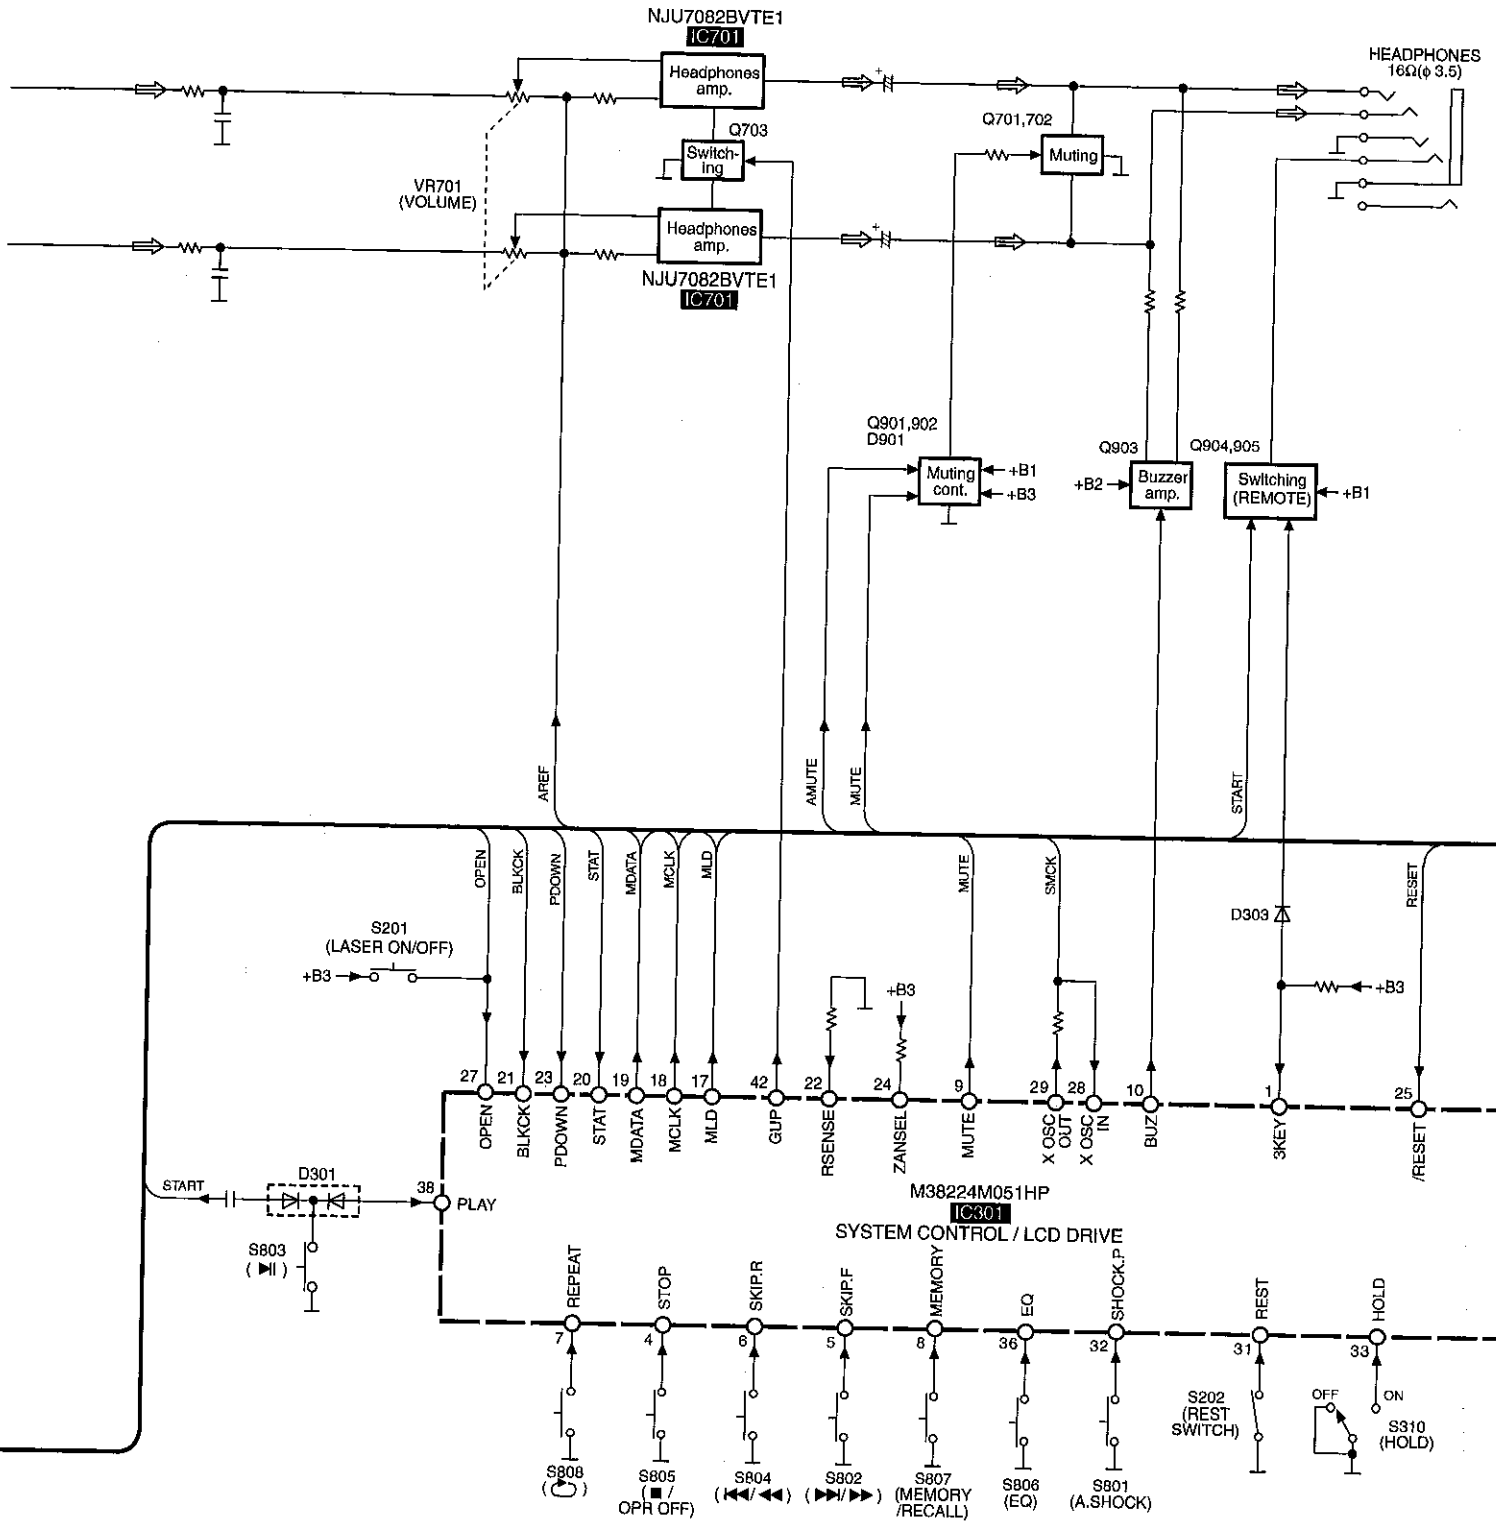 NJU7082BVTE1
IC701
Headphones
amp.
HEADPHONES
16Ω(ϕ 3.5)
Q703
Switch-
ing
Q701,702
Muting
VR701
(VOLUME)
Headphones
amp.
NJU7082BVTE1
IC701
Q901,902
D901
Muting
cont.
+B1
+B3
Q903
+B2
Buzzer
amp.
Q904,905
Switching
(REMOTE)
+B1
AREF
AMUTE
MUTE
START
OPEN
BLKCK
PDOWN
STAT
MDATA
MCLK
MLD
MUTE
SMCK
RESET
S201
(LASER ON/OFF)
+B3
+B3
D303
+B3
27
21
23
20
19
18
17
42
22
24
9
29
28
10
1
25
OPEN
BLKCK
PDOWN
STAT
MDATA
MCLK
MLD
GUP
RSENSE
ZANSEL
MUTE
X OSC
OUT
X OSC
IN
BUZ
3KEY
/RESET
START
D301
38
PLAY
S803
( ▶II )
M38224M051HP
IC301
SYSTEM CONTROL / LCD DRIVE
REPEAT
STOP
SKIP.R
SKIP.F
MEMORY
EQ
SHOCK.P
REST
HOLD
7
4
6
5
8
36
32
31
33
S202
(REST
SWITCH)
OFF
ON
S310
(HOLD)
S808
S805
( ■ /
OPR OFF)
S804
( |◀◀/ ◀◀ )
S802
( ▶▶|/ ▶▶ )
S807
(MEMORY
/RECALL)
S806
(EQ)
S801
(A.SHOCK)